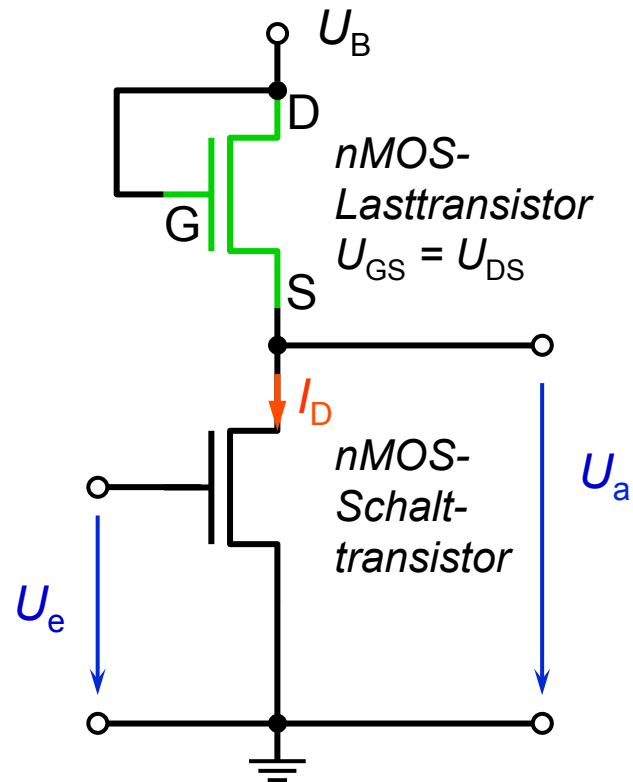 U_B
D
nMOS-
Lasttransistor
U_GS = U_DS
G
S
I_D
nMOS-
Schalt-
transistor
U_a
U_e